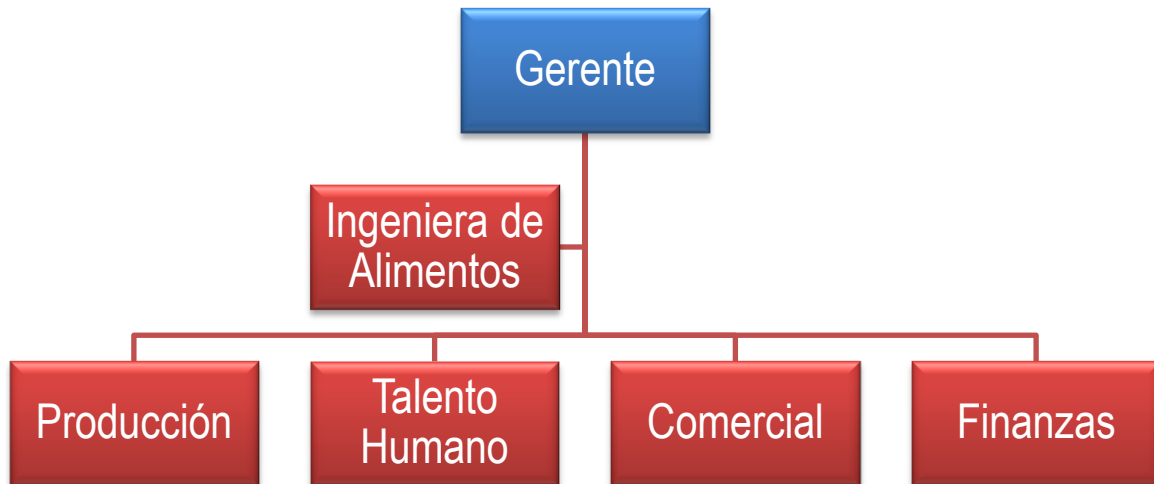 Gerente
Ingeniera de
Alimentos
Producción
Talento
Humano
Comercial
Finanzas